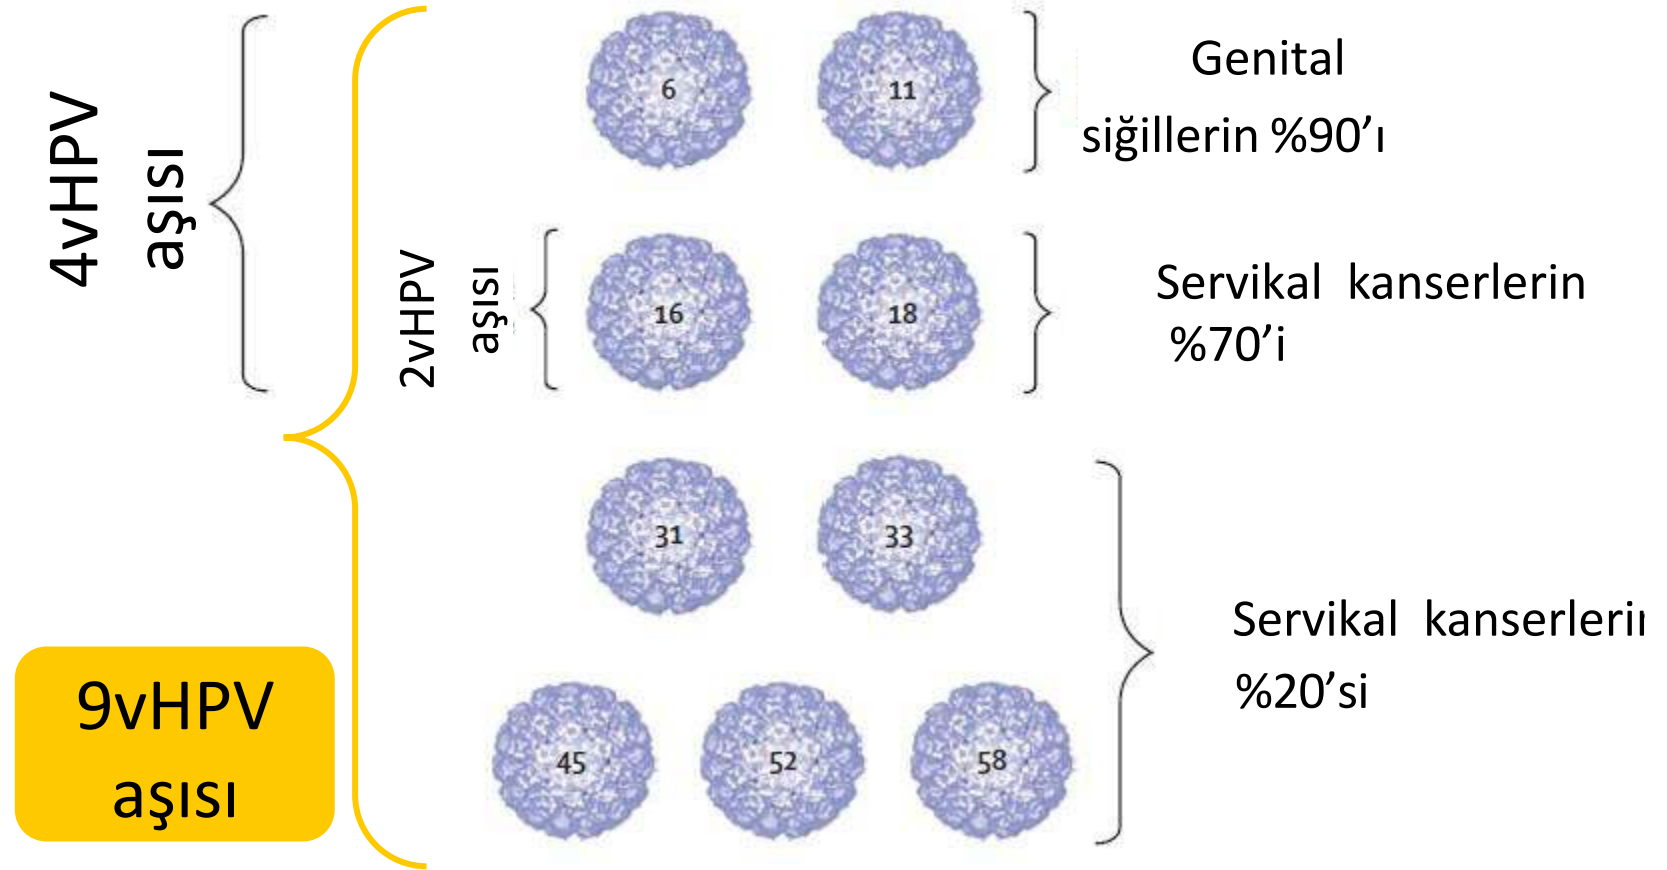 4vHPV
aşısı
6
11
Genital
siğillerin %90’ı
2vHPV
aşısı
16
18
Servikal kanserlerin
%70’i
31
33
Servikal
%20’si
45
52
58
9vHPV
aşısı